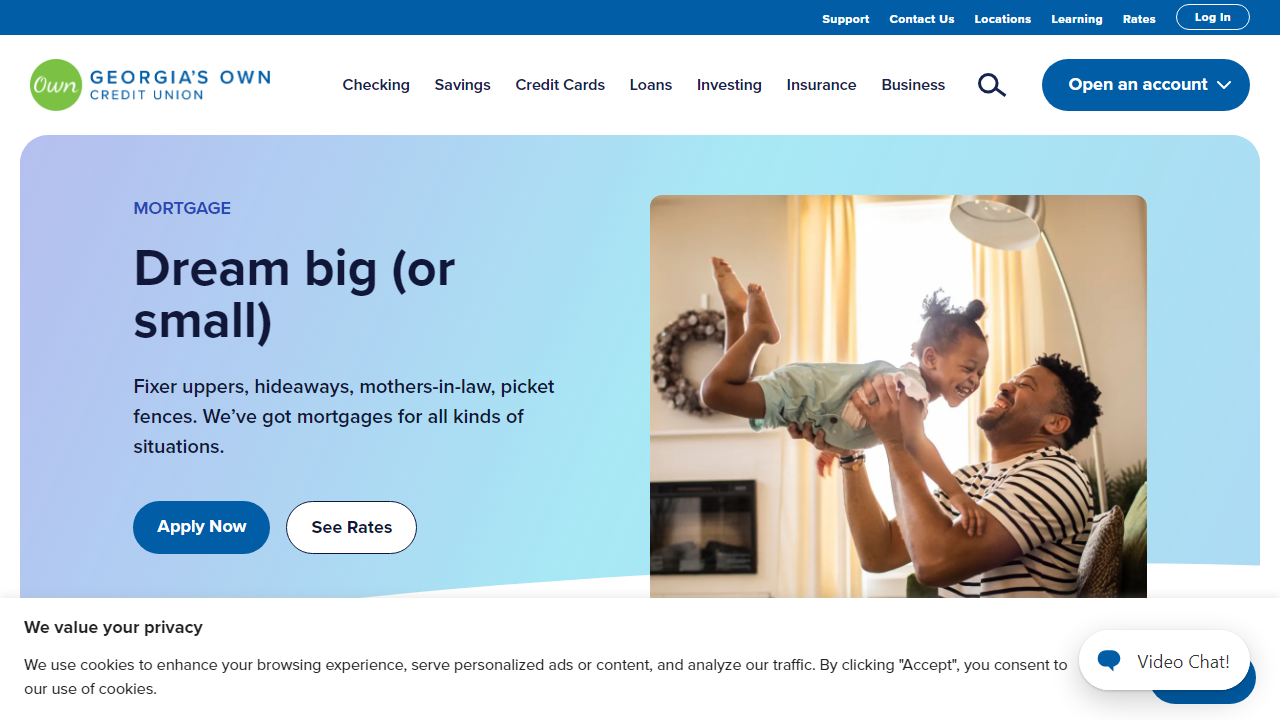 Support Contact Us Locations Learning Rates Log In
Own GEORGIA'S OWN
CREDIT UNION
Checking Savings Credit Cards Loans Investing Insurance Business Open an account
MORTGAGE
Dream big (or
small)
Fixer uppers, hideaways, mothers-in-law, picket
fences. We’ve got mortgages for all kinds of
situations.
Apply Now See Rates
We value your privacy
We use cookies to enhance your browsing experience, serve personalized ads or content, and analyze our traffic. By clicking "Accept", you consent to
our use of cookies.
Video Chat!